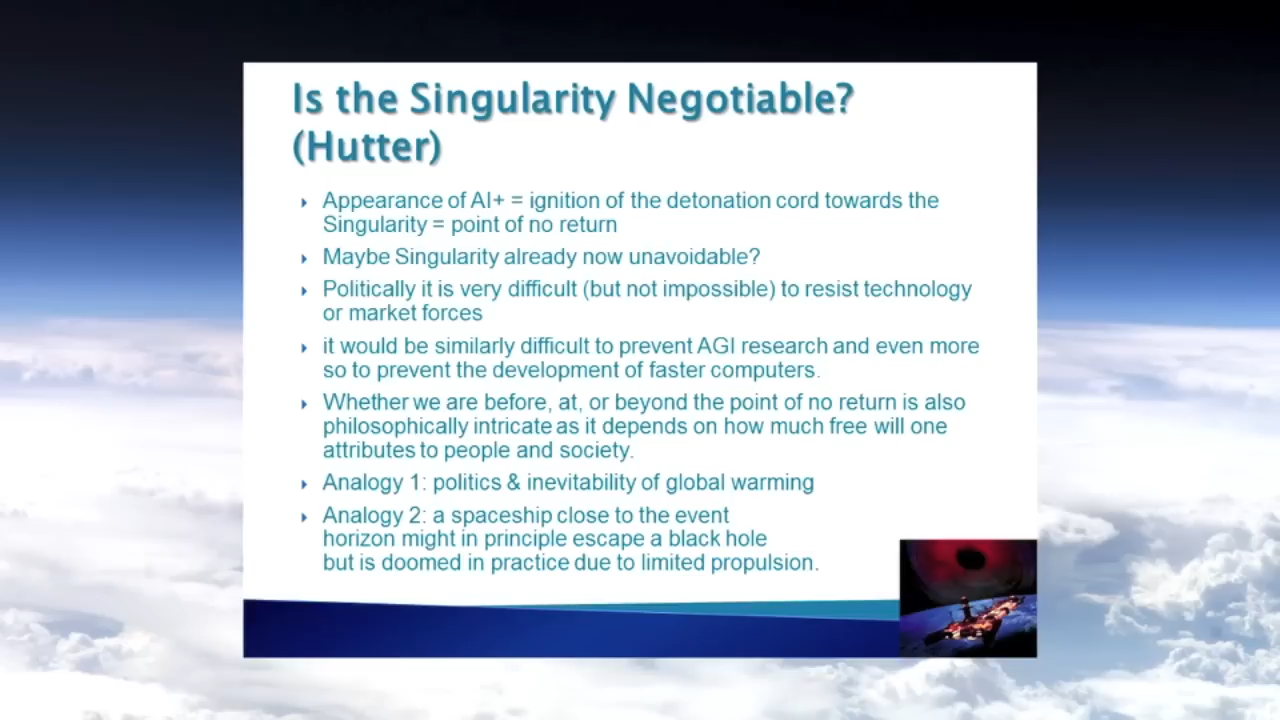 Is the Singularity Negotiable?
(Hutter)
Appearance of AI+ = ignition of the detonation cord towards the
Singularity = point of no return
Maybe Singularity already now unavoidable?
Politically it is very difficult (but not impossible) to resist technology
or market forces
it would be similarly difficult to prevent AGI research and even more
so to prevent the development of faster computers.
Whether we are before, at, or beyond the point of no return is also
philosophically intricate as it depends on how much free will one
attributes to people and society.
Analogy 1: politics & inevitability of global warming
Analogy 2: a spaceship close to the event
horizon might in principle escape a black hole
but is doomed in practice due to limited propulsion.